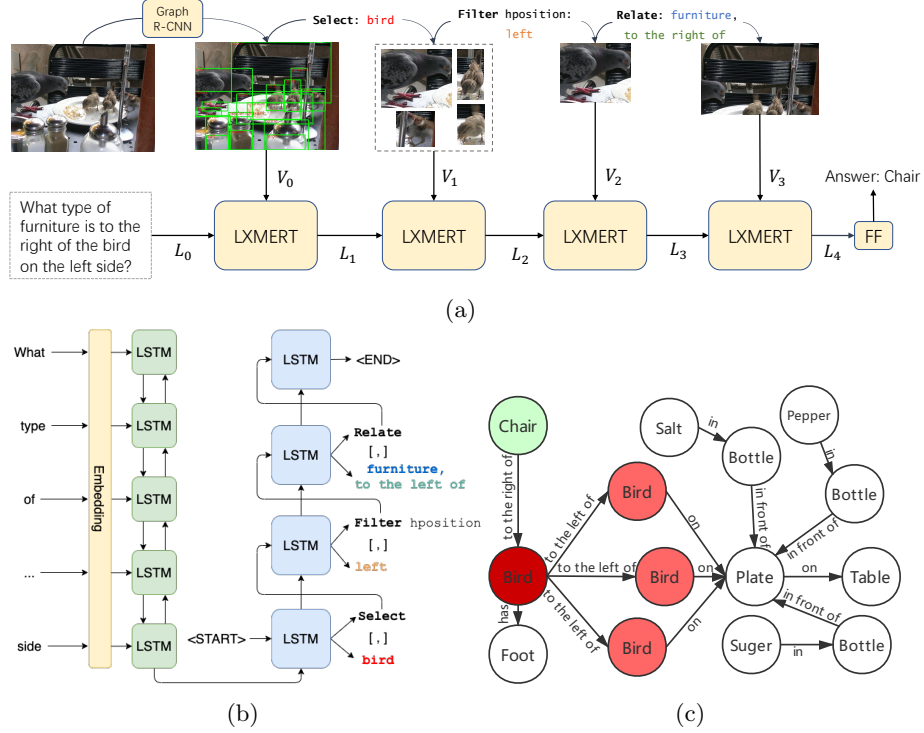 Graph
R-CNN
Select: bird
Filter hposition:
left
Relate: furniture,
to the right of
V0
V1
V2
V3
Answer: Chair
What type of
furniture is to the
right of the bird
on the left side?
L0
LXMERT
L1
LXMERT
L2
LXMERT
L3
LXMERT
L4
FF
(a)
What
type
of
...
side
Embedding
LSTM
LSTM
LSTM
LSTM
LSTM
<START>
LSTM
<END>
LSTM
Relate
[,]
furniture,
to the left of
LSTM
Filter hposition
[,]
left
LSTM
Select
[,]
bird
(b)
Chair
to the right of
Bird
has
Foot
to the left of
Bird
on
to the left of
Bird
on
to the left of
Bird
on
Salt
in
Bottle
in front of
Pepper
in
Bottle
in front of
Plate
on
Table
in front of
Suger
in
Bottle
(c)